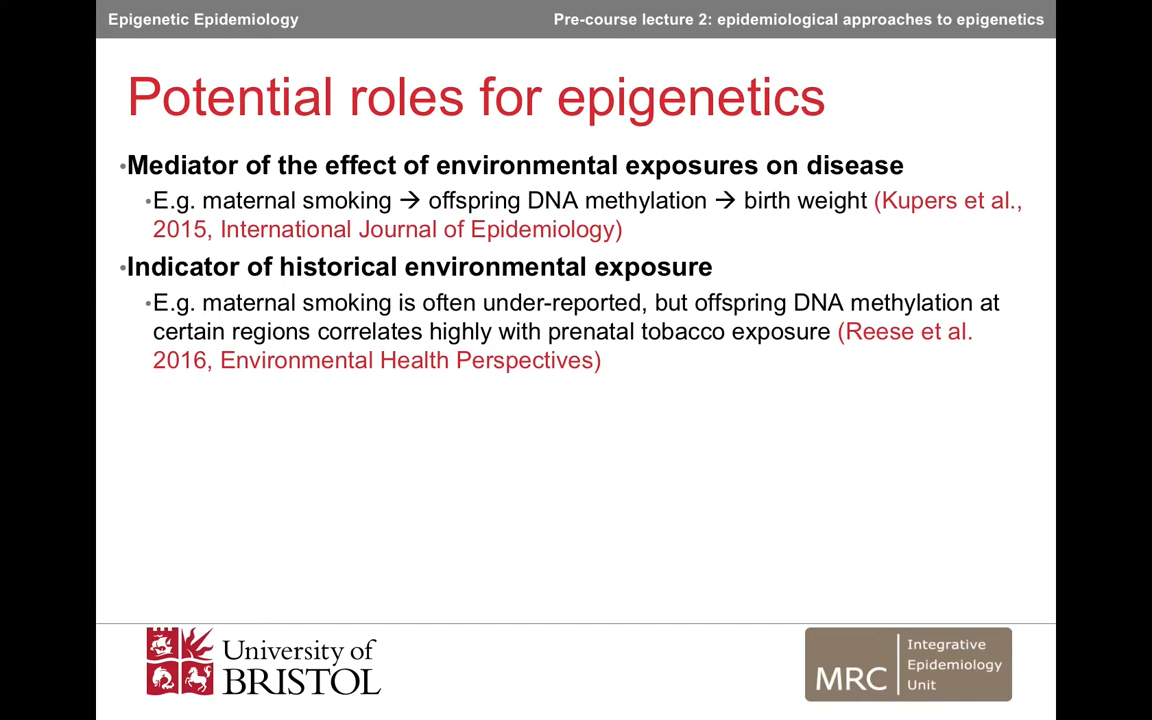 Epigenetic Epidemiology
Pre-course lecture 2: epidemiological approaches to epigenetics
Potential roles for epigenetics
•Mediator of the effect of environmental exposures on disease
•E.g. maternal smoking → offspring DNA methylation → birth weight (Kupers et al.,
2015, International Journal of Epidemiology)
•Indicator of historical environmental exposure
•E.g. maternal smoking is often under-reported, but offspring DNA methylation at
certain regions correlates highly with prenatal tobacco exposure (Reese et al.
2016, Environmental Health Perspectives)
University of
BRISTOL
MRC
Integrative
Epidemiology
Unit